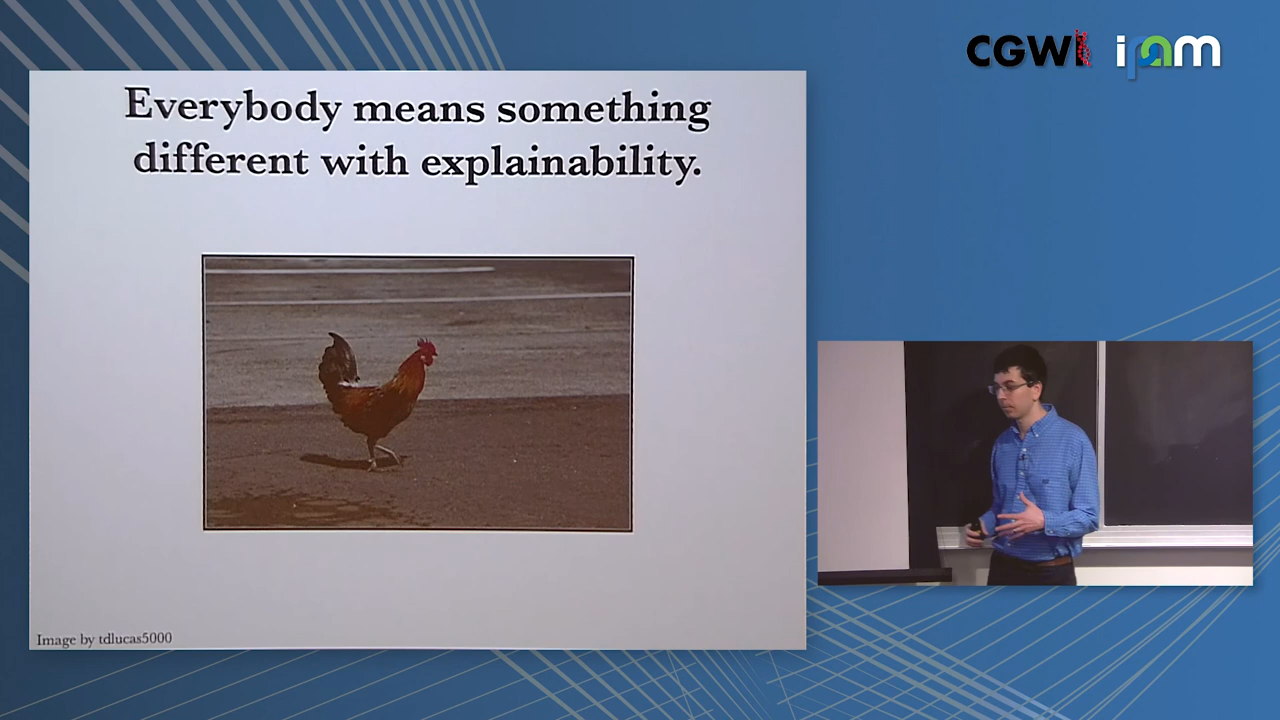 CGWI ipam
Everybody means something
different with explainability.
Image by tdlucas5000